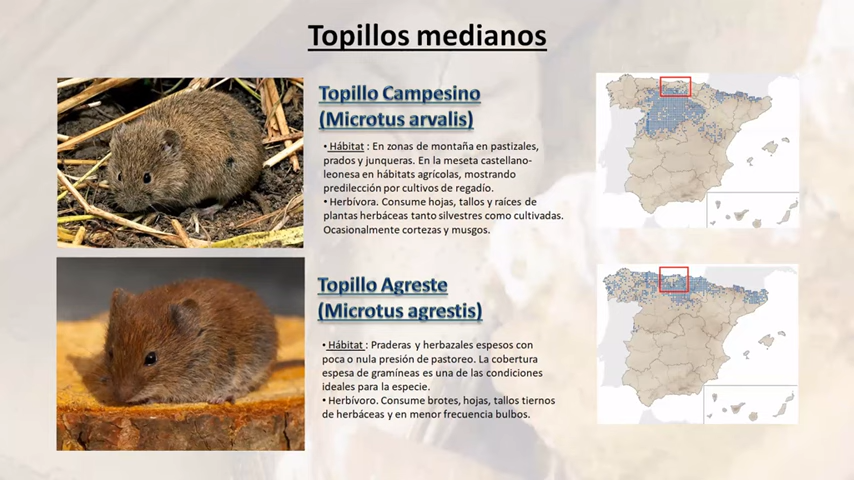 Topillos medianos
Topillo Campesino
(Microtus arvalis)
• Hábitat : En zonas de montaña en pastizales,
prados y junqueras. En la meseta castellano-
leonesa en hábitats agrícolas, mostrando
predilección por cultivos de regadío.
• Herbívora. Consume hojas, tallos y raíces de
plantas herbáceas tanto silvestres como cultivadas.
Ocasionalmente cortezas y musgos.
Topillo Agreste
(Microtus agrestis)
• Hábitat : Praderas y herbazales espesos con
poca o nula presión de pastoreo. La cobertura
espesa de gramíneas es una de las condiciones
ideales para la especie.
• Herbívoro. Consume brotes, hojas, tallos tiernos
de herbáceas y en menor frecuencia bulbos.